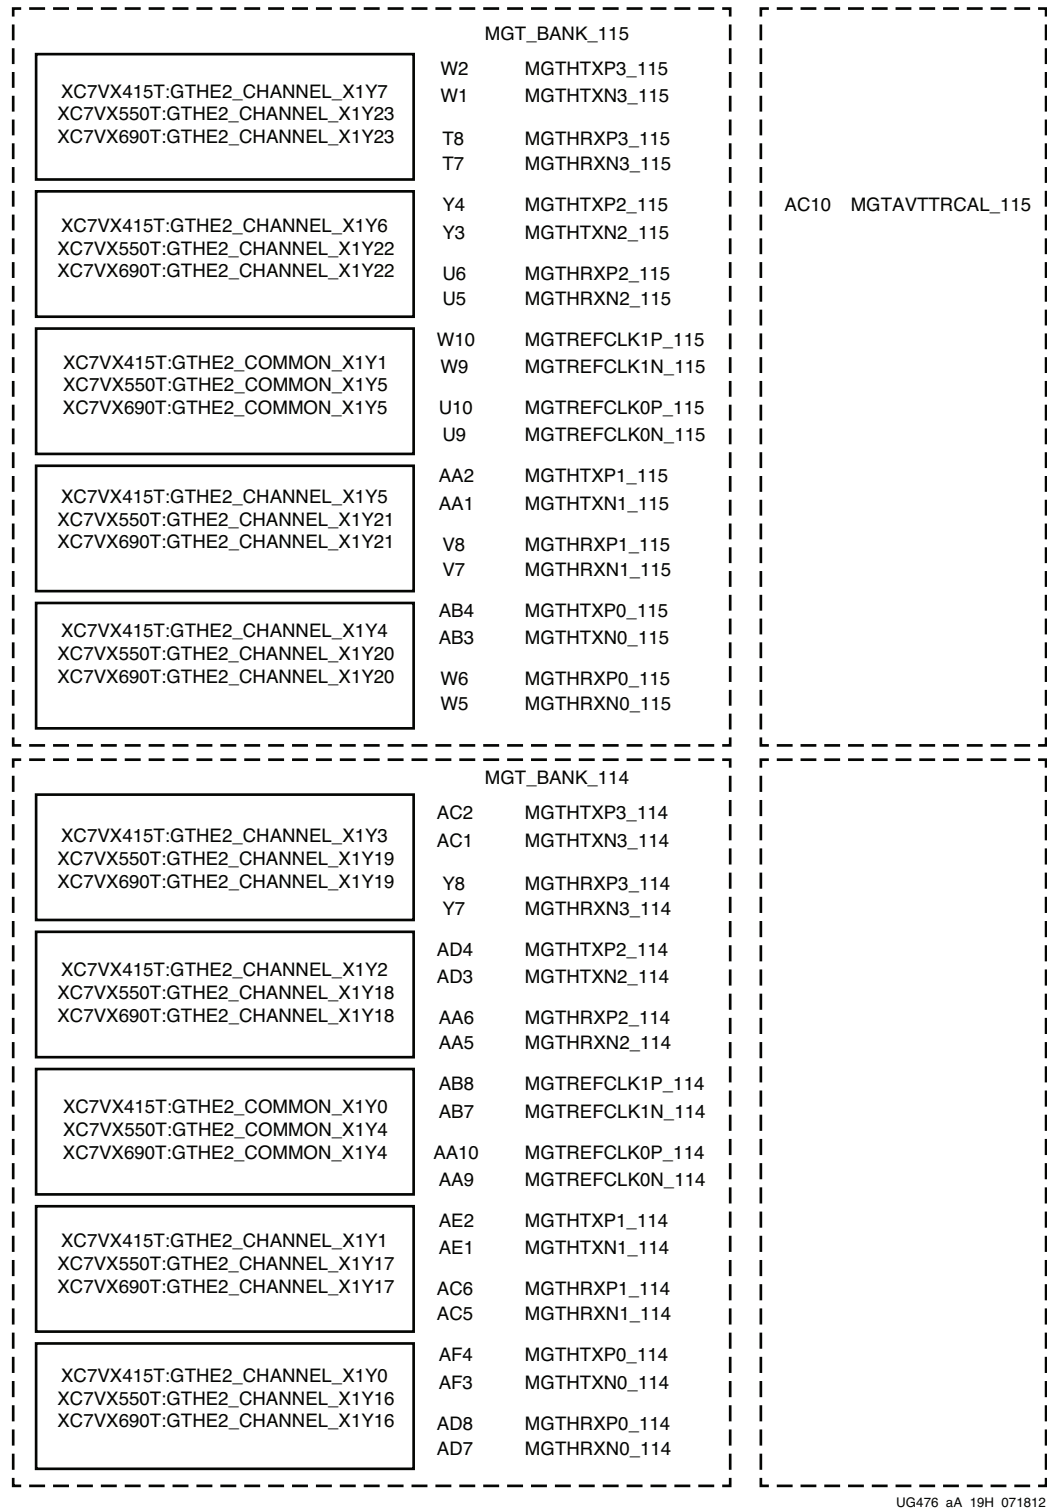 MGT_BANK_115
W2 MGTHTXP3_115
XC7VX415T:GTHE2_CHANNEL_X1Y7
W1 MGTHTXN3_115
XC7VX550T:GTHE2_CHANNEL_X1Y23
XC7VX690T:GTHE2_CHANNEL_X1Y23
T8 MGTHRXP3_115
T7 MGTHRXN3_115
Y4 MGTHTXP2_115
AC10 MGTAVTTRCAL_115
XC7VX415T:GTHE2_CHANNEL_X1Y6
Y3 MGTHTXN2_115
XC7VX550T:GTHE2_CHANNEL_X1Y22
XC7VX690T:GTHE2_CHANNEL_X1Y22
U6 MGTHRXP2_115
U5 MGTHRXN2_115
W10 MGTREFCLK1P_115
XC7VX415T:GTHE2_COMMON_X1Y1
W9 MGTREFCLK1N_115
XC7VX550T:GTHE2_COMMON_X1Y5
XC7VX690T:GTHE2_COMMON_X1Y5
U10 MGTREFCLK0P_115
U9 MGTREFCLK0N_115
AA2 MGTHTXP1_115
XC7VX415T:GTHE2_CHANNEL_X1Y5
AA1 MGTHTXN1_115
XC7VX550T:GTHE2_CHANNEL_X1Y21
XC7VX690T:GTHE2_CHANNEL_X1Y21
V8 MGTHRXP1_115
V7 MGTHRXN1_115
AB4 MGTHTXP0_115
XC7VX415T:GTHE2_CHANNEL_X1Y4
AB3 MGTHTXN0_115
XC7VX550T:GTHE2_CHANNEL_X1Y20
XC7VX690T:GTHE2_CHANNEL_X1Y20
W6 MGTHRXP0_115
W5 MGTHRXN0_115
MGT_BANK_114
AC2 MGTHTXP3_114
XC7VX415T:GTHE2_CHANNEL_X1Y3
AC1 MGTHTXN3_114
XC7VX550T:GTHE2_CHANNEL_X1Y19
XC7VX690T:GTHE2_CHANNEL_X1Y19
Y8 MGTHRXP3_114
Y7 MGTHRXN3_114
AD4 MGTHTXP2_114
XC7VX415T:GTHE2_CHANNEL_X1Y2
AD3 MGTHTXN2_114
XC7VX550T:GTHE2_CHANNEL_X1Y18
XC7VX690T:GTHE2_CHANNEL_X1Y18
AA6 MGTHRXP2_114
AA5 MGTHRXN2_114
AB8 MGTREFCLK1P_114
XC7VX415T:GTHE2_COMMON_X1Y0
AB7 MGTREFCLK1N_114
XC7VX550T:GTHE2_COMMON_X1Y4
XC7VX690T:GTHE2_COMMON_X1Y4
AA10 MGTREFCLK0P_114
AA9 MGTREFCLK0N_114
AE2 MGTHTXP1_114
XC7VX415T:GTHE2_CHANNEL_X1Y1
AE1 MGTHTXN1_114
XC7VX550T:GTHE2_CHANNEL_X1Y17
XC7VX690T:GTHE2_CHANNEL_X1Y17
AC6 MGTHRXP1_114
AC5 MGTHRXN1_114
AF4 MGTHTXP0_114
XC7VX415T:GTHE2_CHANNEL_X1Y0
AF3 MGTHTXN0_114
XC7VX550T:GTHE2_CHANNEL_X1Y16
XC7VX690T:GTHE2_CHANNEL_X1Y16
AD8 MGTHRXP0_114
AD7 MGTHRXN0_114
UG476_aA_19H_071812